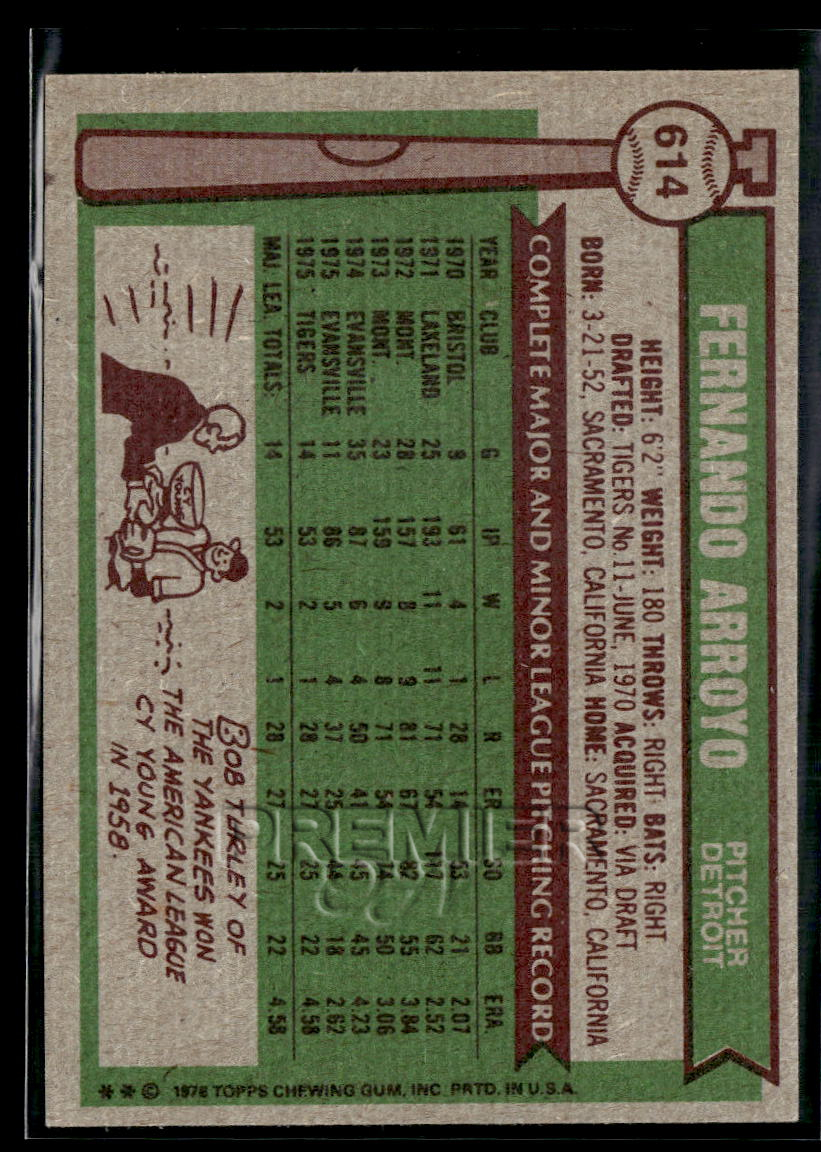 614
FERNANDO ARROYO
PITCHER
DETROIT
HEIGHT: 6'2" WEIGHT: 180 THROWS: RIGHT BATS: RIGHT
DRAFTED: TIGERS No.11-JUNE, 1970 ACQUIRED: VIA DRAFT
BORN: 3-21-52, SACRAMENTO, CALIFORNIA HOME: SACRAMENTO, CALIFORNIA
COMPLETE MAJOR AND MINOR LEAGUE PITCHING RECORD
YEAR CLUB G IP W L R ER SO BB ERA
1970 BRISTOL 9 61 4 1 28 14 53 21 2.07
1971 LAKELAND 25 193 11 11 71 54 117 62 2.52
1972 MONT. 28 157 8 9 81 67 82 55 3.84
1973 MONT. 23 159 9 8 71 54 74 50 3.06
1974 EVANSVILLE 35 87 6 4 50 41 45 45 4.23
1975 EVANSVILLE 11 86 5 4 37 25 44 18 2.62
1975 TIGERS 14 53 2 1 28 27 25 22 4.58
MAJ. LEA. TOTALS: 14 53 2 1 28 27 25 22 4.58
CY YOUNG
BOB TURLEY OF
THE YANKEES WON
THE AMERICAN LEAGUE
CY YOUNG AWARD
IN 1958.
✱ ✱ © 1976 TOPPS CHEWING GUM, INC. PRTD. IN U.S.A.
PREMIER